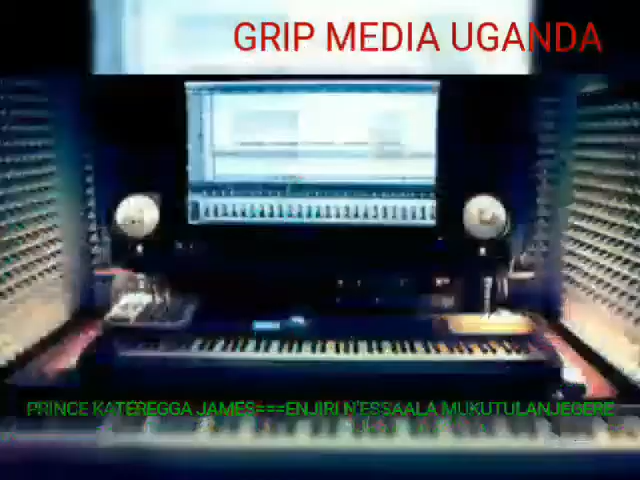 GRIP MEDIA UGANDA
PRINCE KATEREGGA JAMES===ENJIRI N'ESSAALA MUKUTULANJEGERE